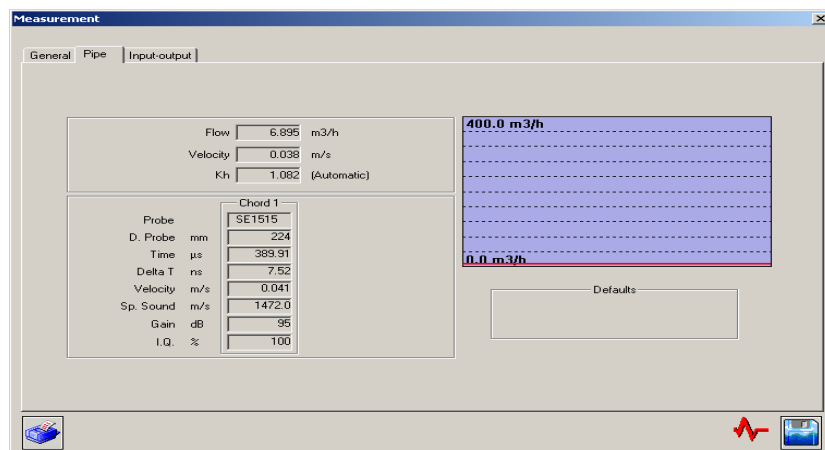 Measurement
General Pipe Input-output
Flow 6.895 m3/h
Velocity 0.038 m/s
Kh 1.082 (Automatic)
400.0 m3/h
0.0 m3/h
Chord 1
Probe SE1515
D. Probe mm 224
Time µs 389.91
Delta T ns 7.52
Velocity m/s 0.041
Sp. Sound m/s 1472.0
Gain dB 95
I.Q. % 100
Defaults